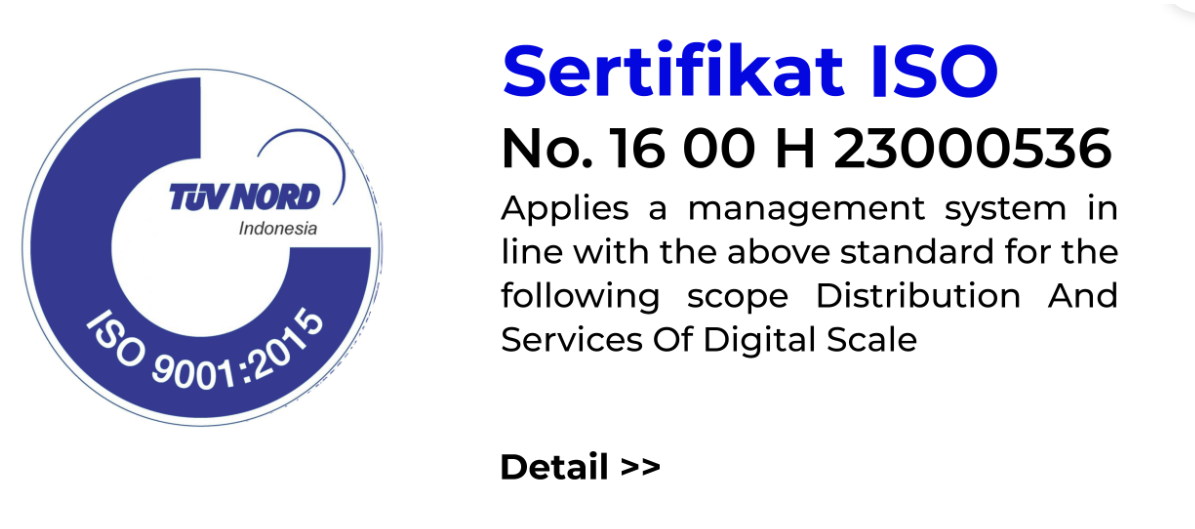 TÜV NORD
Indonesia
ISO 9001:2015
Sertifikat ISO
No. 16 00 H 23000536
Applies a management system in
line with the above standard for the
following scope Distribution And
Services Of Digital Scale
Detail >>